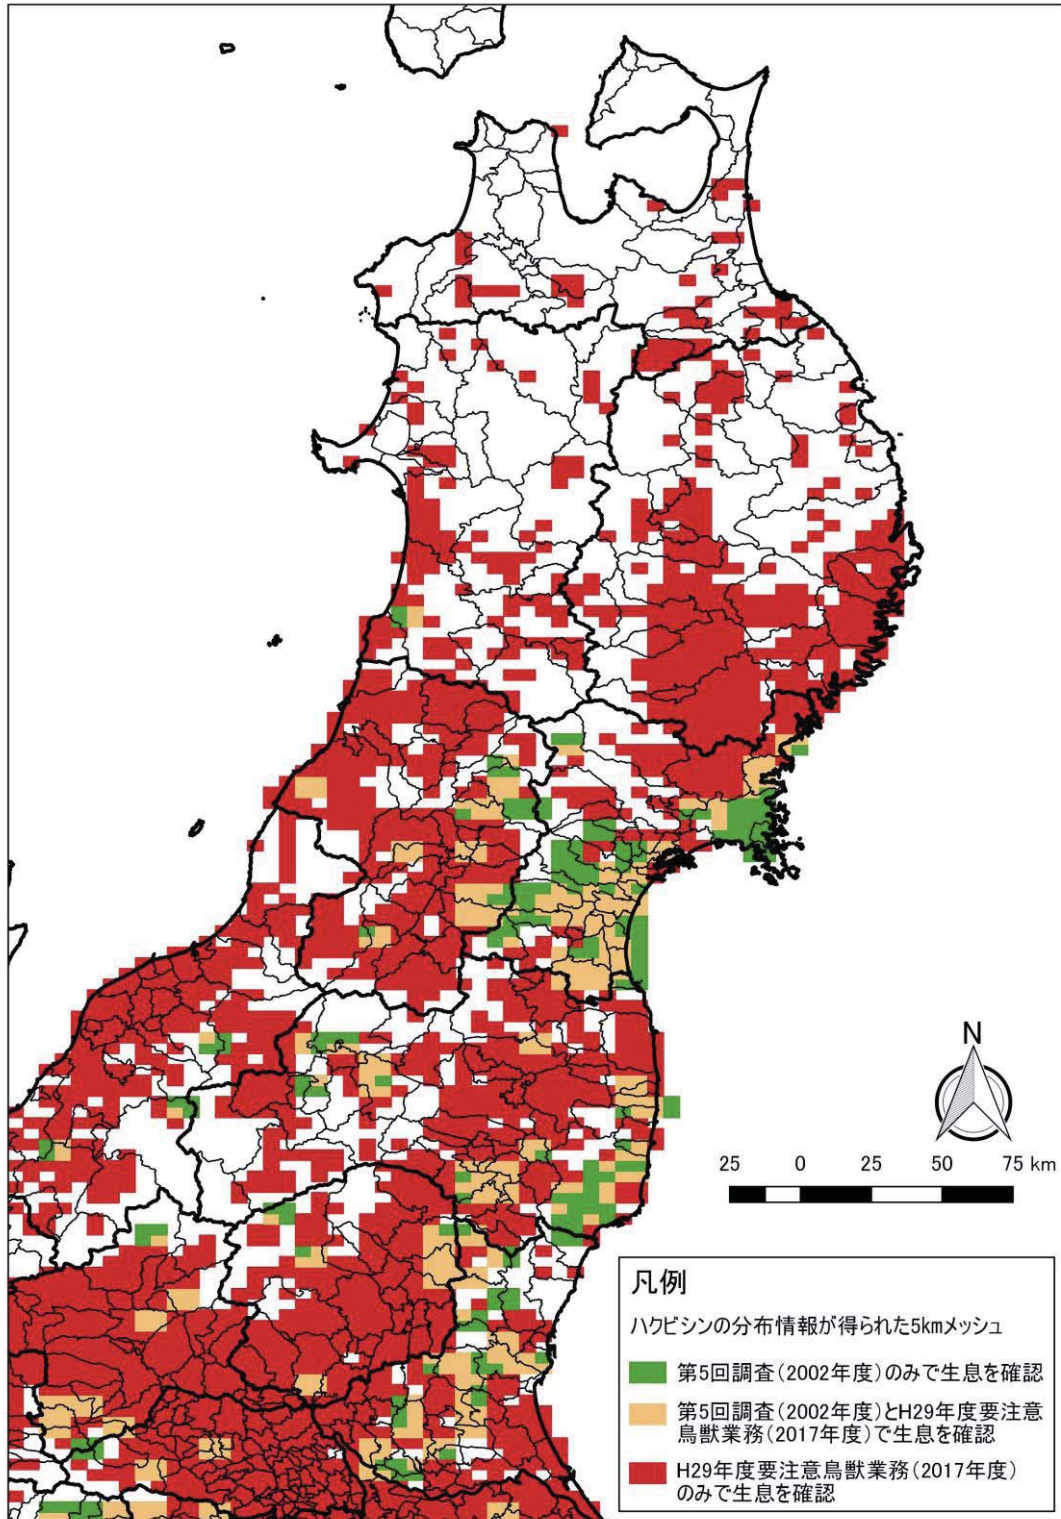 N
25 0 25 50 75 km
凡例
ハクビシンの分布情報が得られた5kmメッシュ
第5回調査(2002年度)のみで生息を確認
第5回調査(2002年度)とH29年度要注意
鳥獣業務(2017年度)で生息を確認
H29年度要注意鳥獣業務(2017年度)
のみで生息を確認